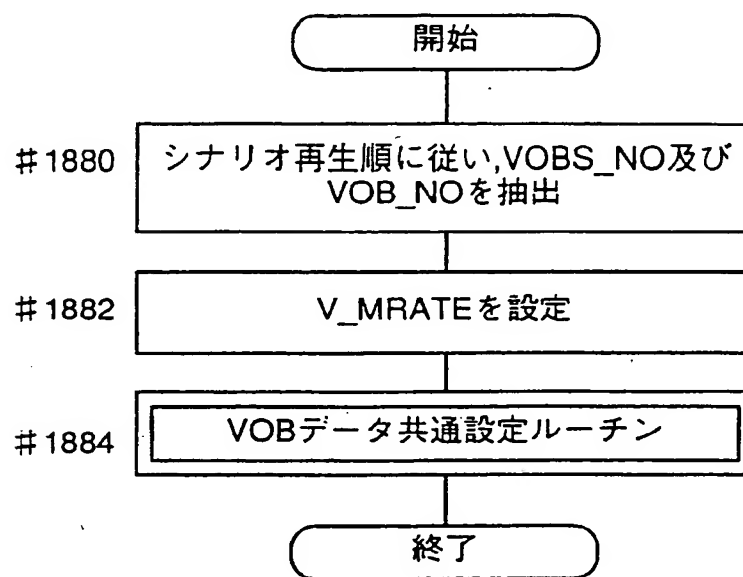 開始
#1880
シナリオ再生順に従い,VOBS_NO及び
VOB_NOを抽出
#1882
V_MRATEを設定
#1884
VOBデータ共通設定ルーチン
終了